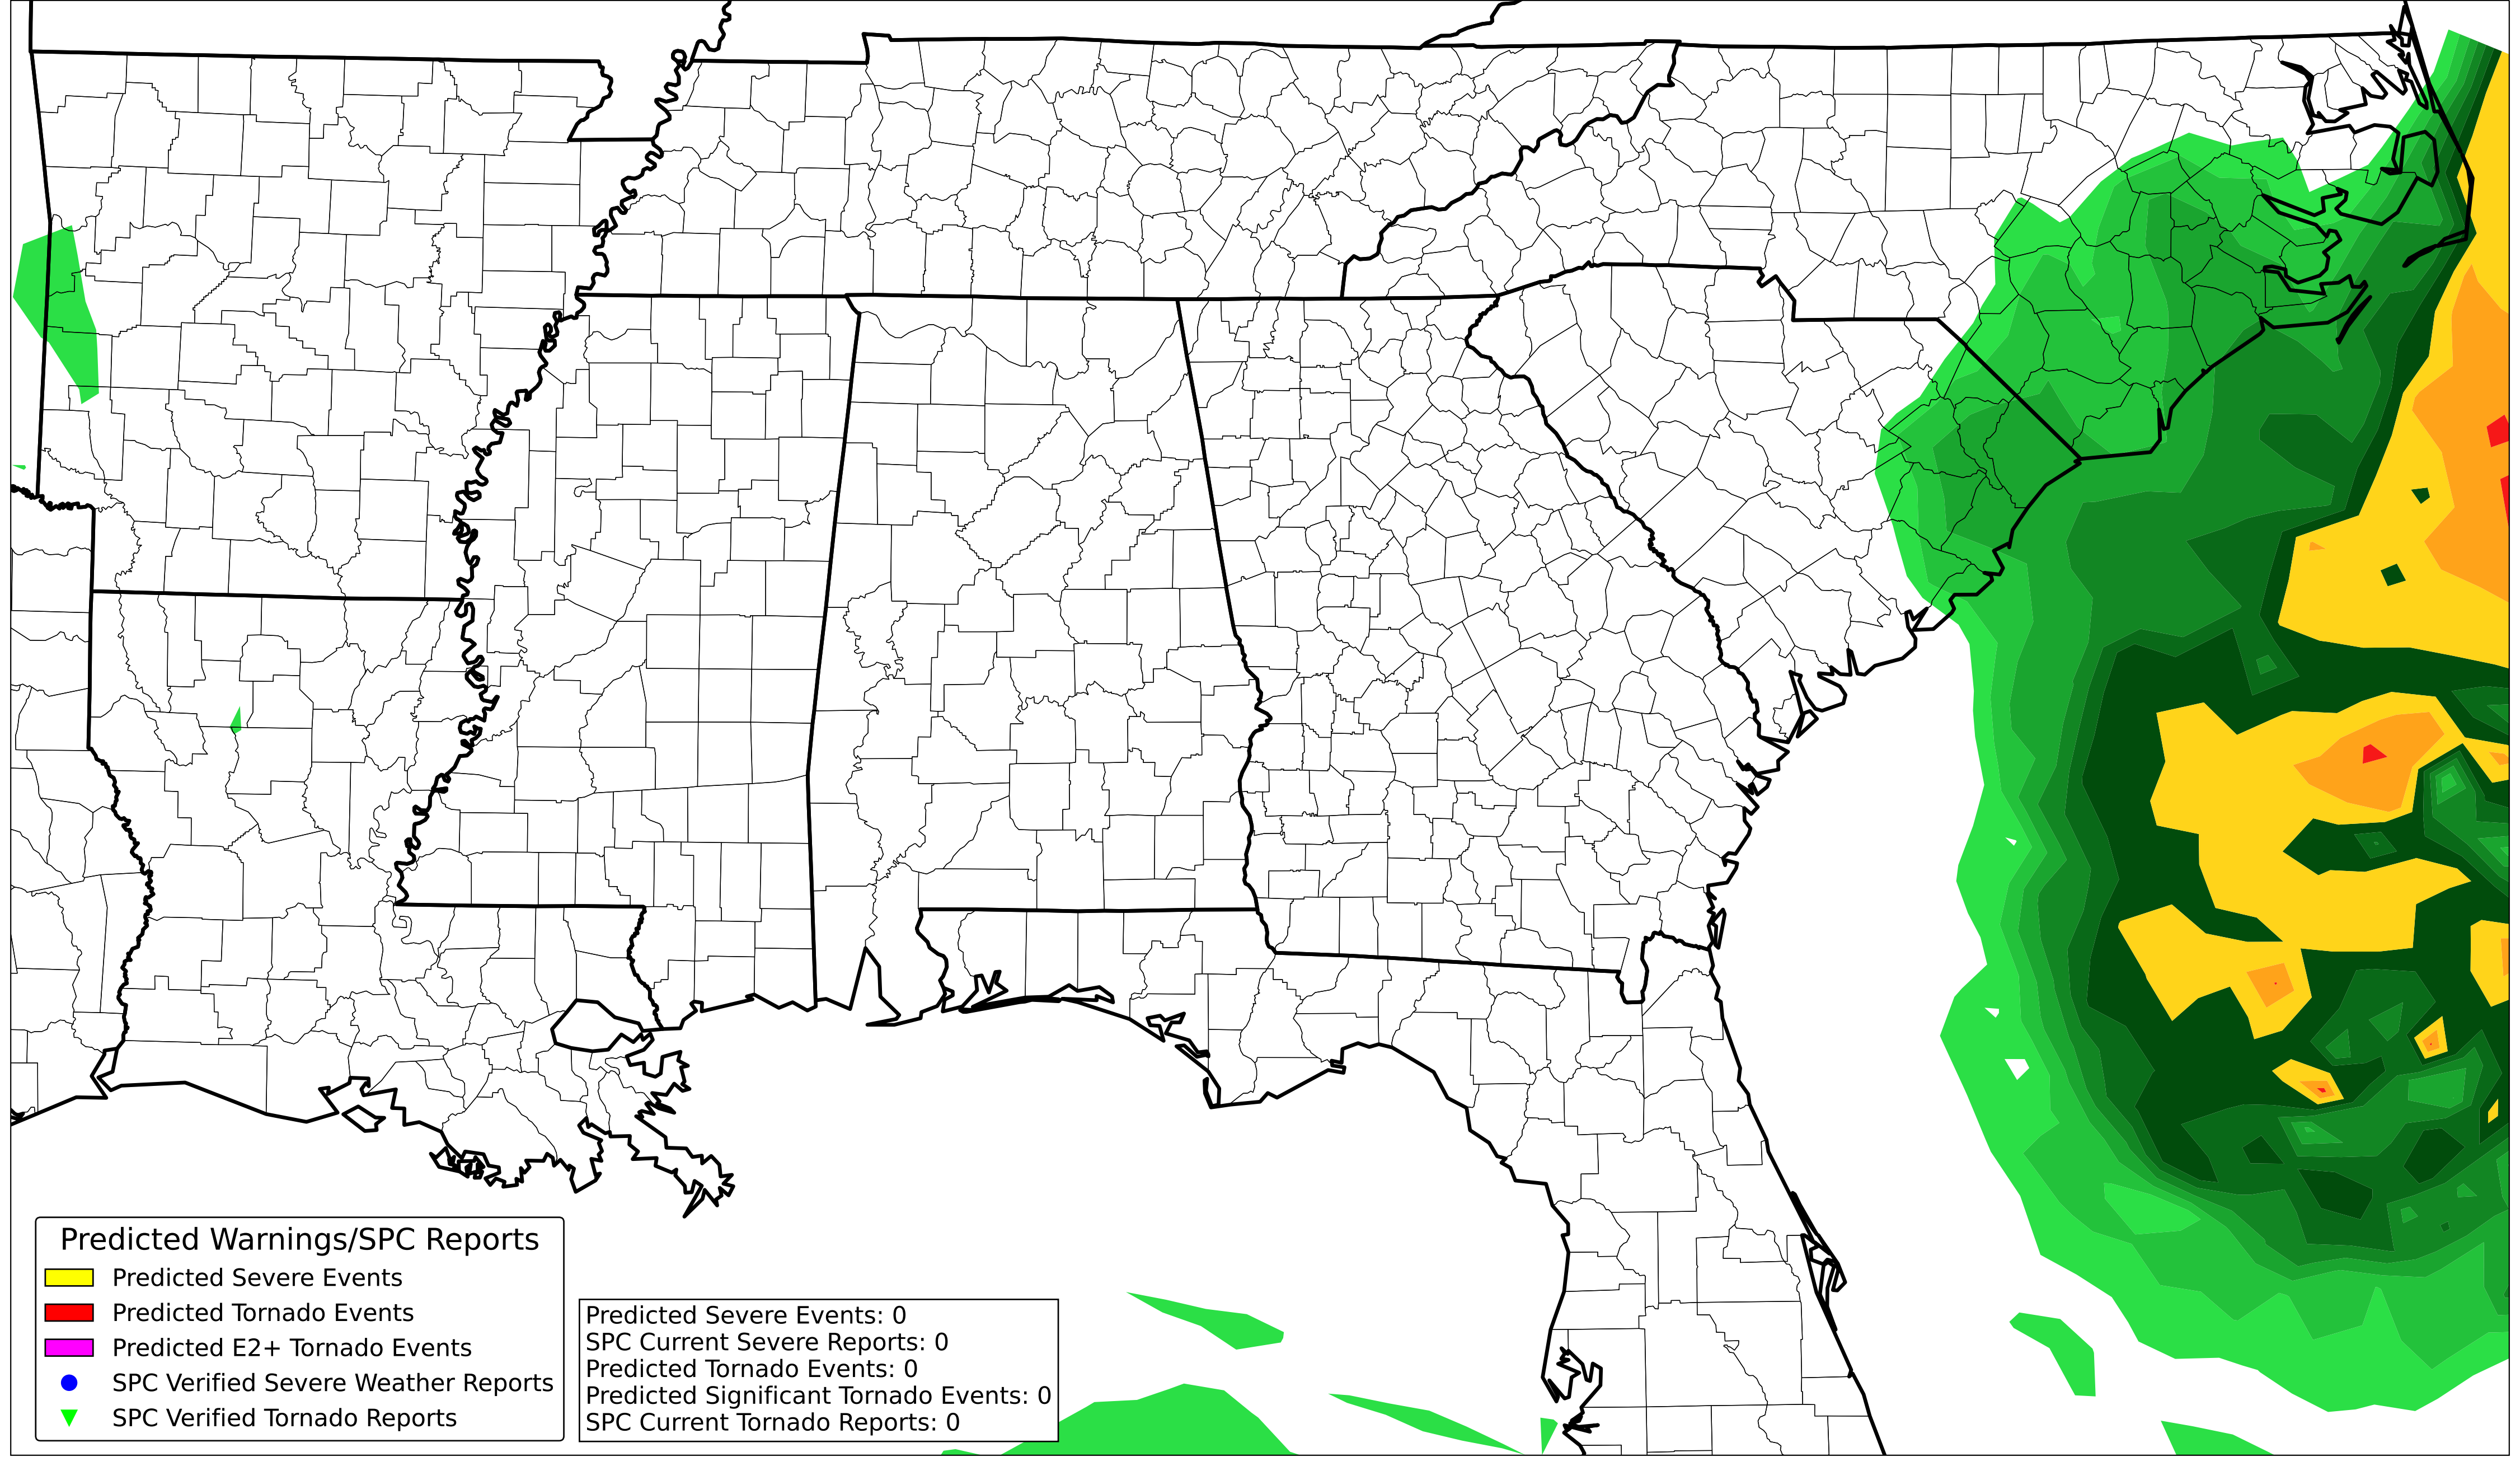 Predicted Warnings/SPC Reports
Predicted Severe Events
Predicted Tornado Events
Predicted E2+ Tornado Events
SPC Verified Severe Weather Reports
SPC Verified Tornado Reports
Predicted Severe Events: 0
SPC Current Severe Reports: 0
Predicted Tornado Events: 0
Predicted Significant Tornado Events: 0
SPC Current Tornado Reports: 0